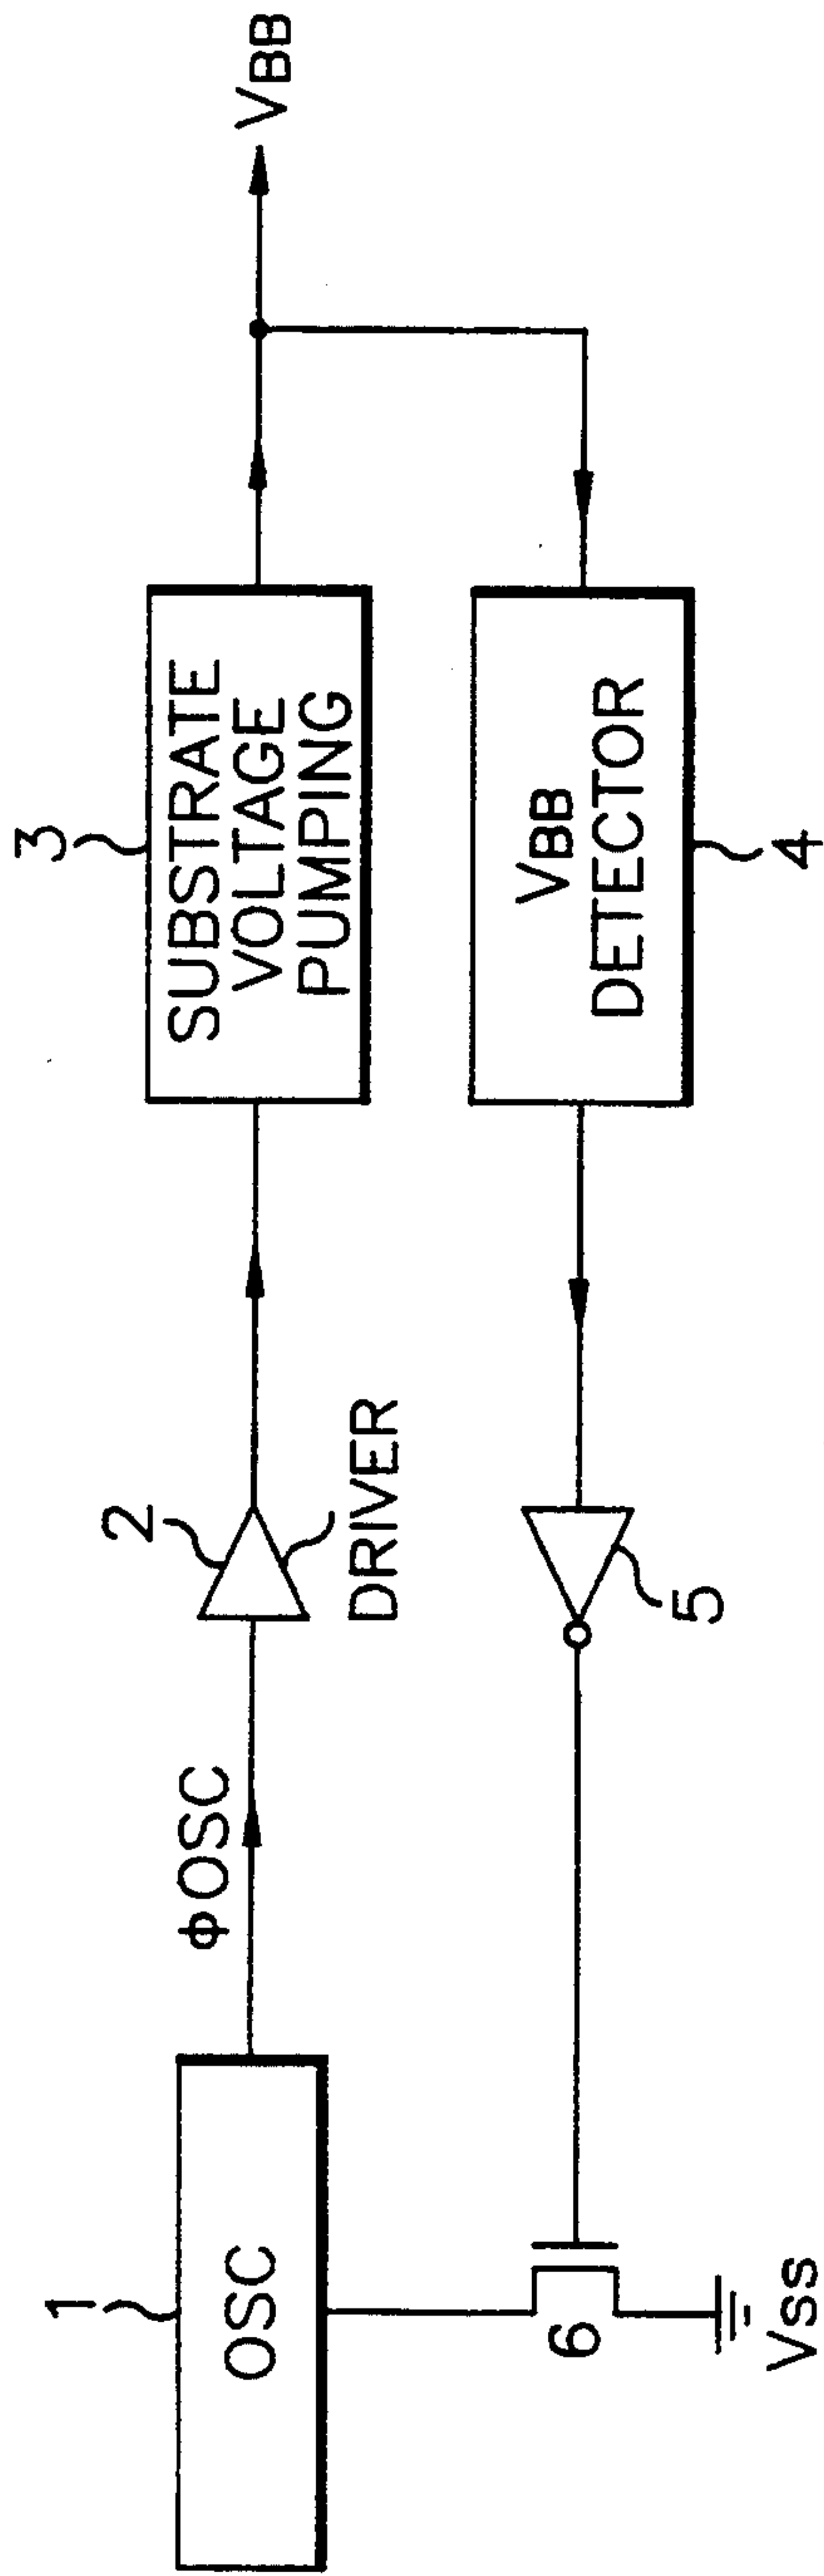 1
OSC
φOSC
2
DRIVER
3
SUBSTRATE
VOLTAGE
PUMPING
VBB
4
VBB
DETECTOR
5
6
VSS